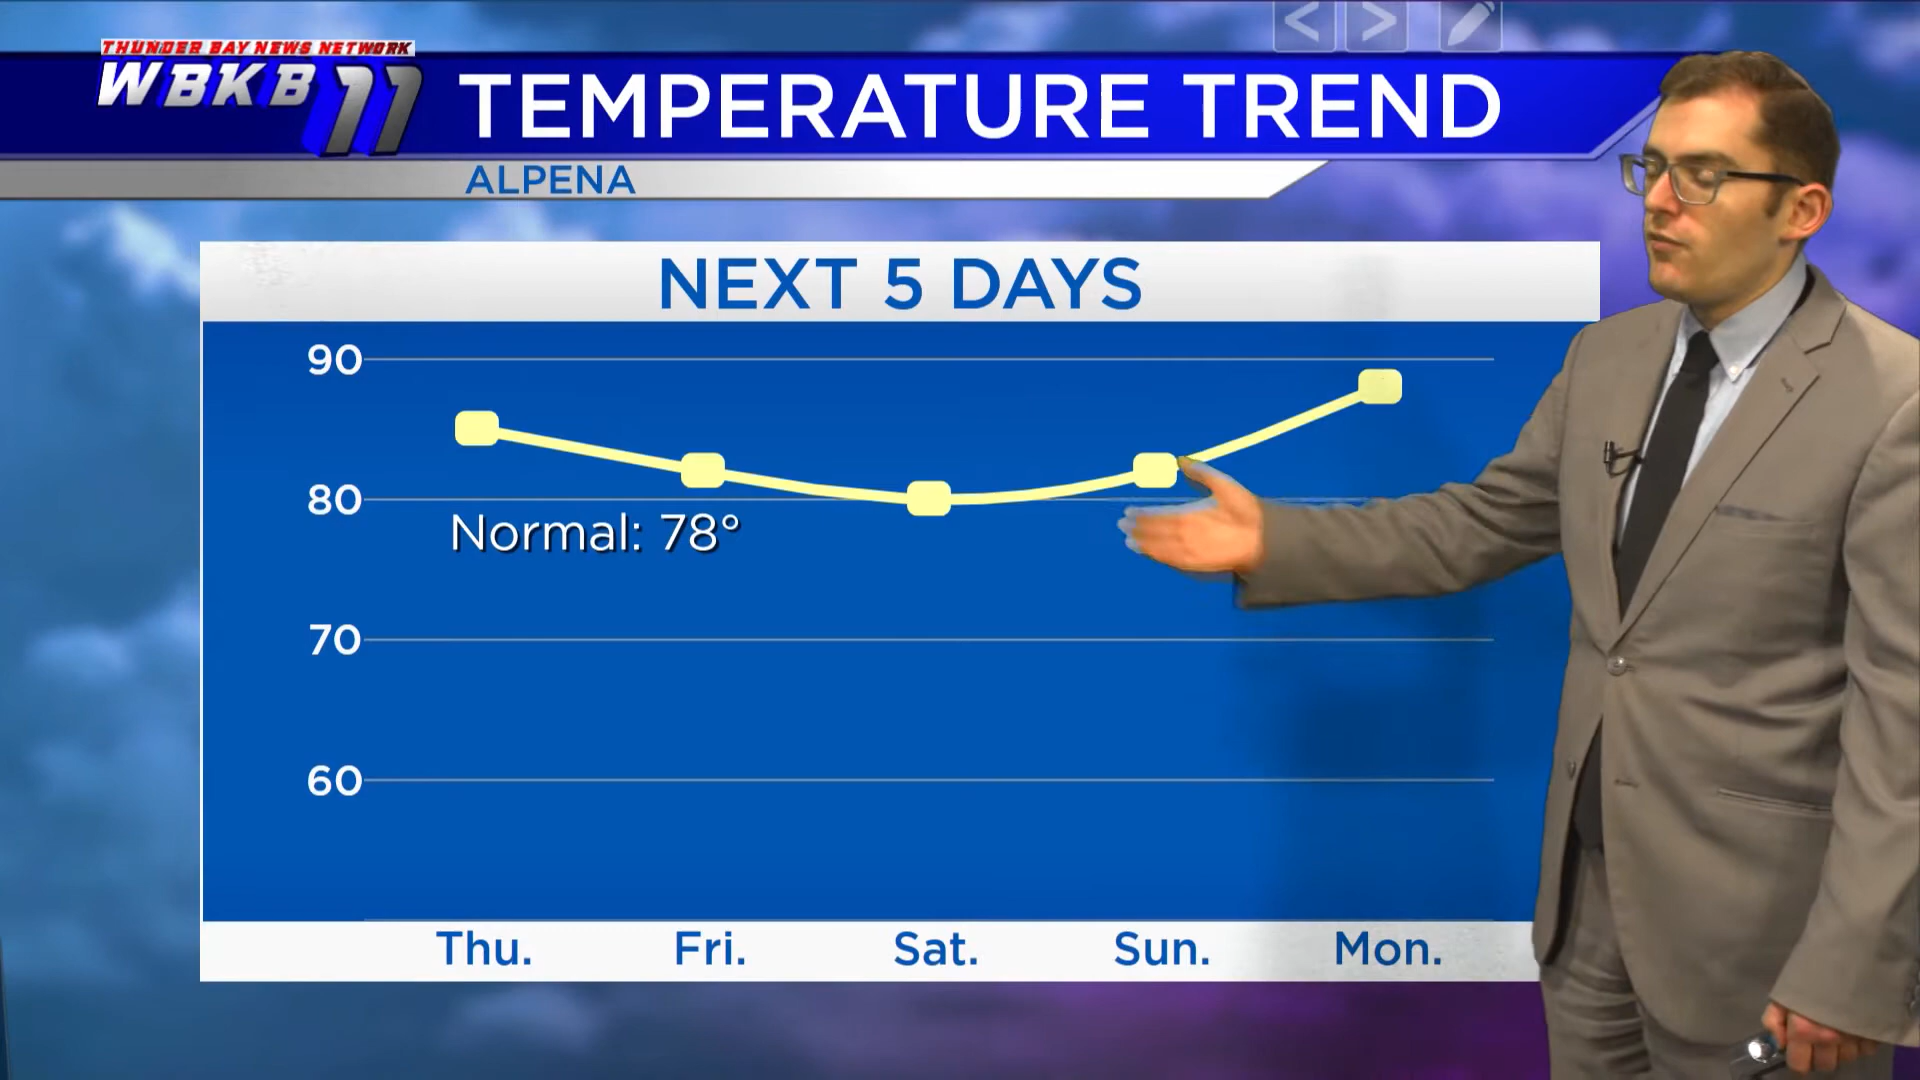 THUNDER BAY NEWS NETWORK
WBKB 11
TEMPERATURE TREND
ALPENA
NEXT 5 DAYS
90
80
Normal: 78°
70
60
Thu. Fri. Sat. Sun. Mon.